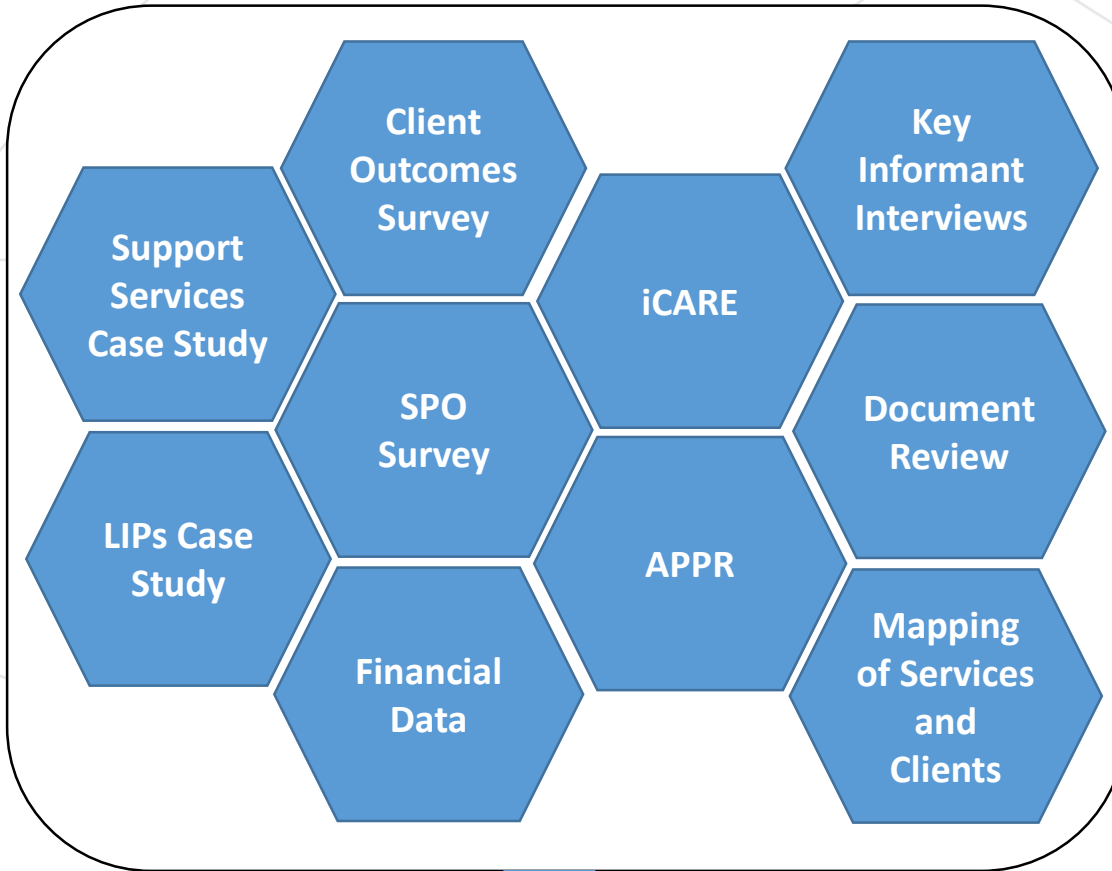 Client
Outcomes
Survey
Key
Informant
Interviews
Support
Services
Case Study
iCARE
SPO
Survey
Document
Review
LIPs Case
Study
APPR
Financial
Data
Mapping
of Services
and
Clients